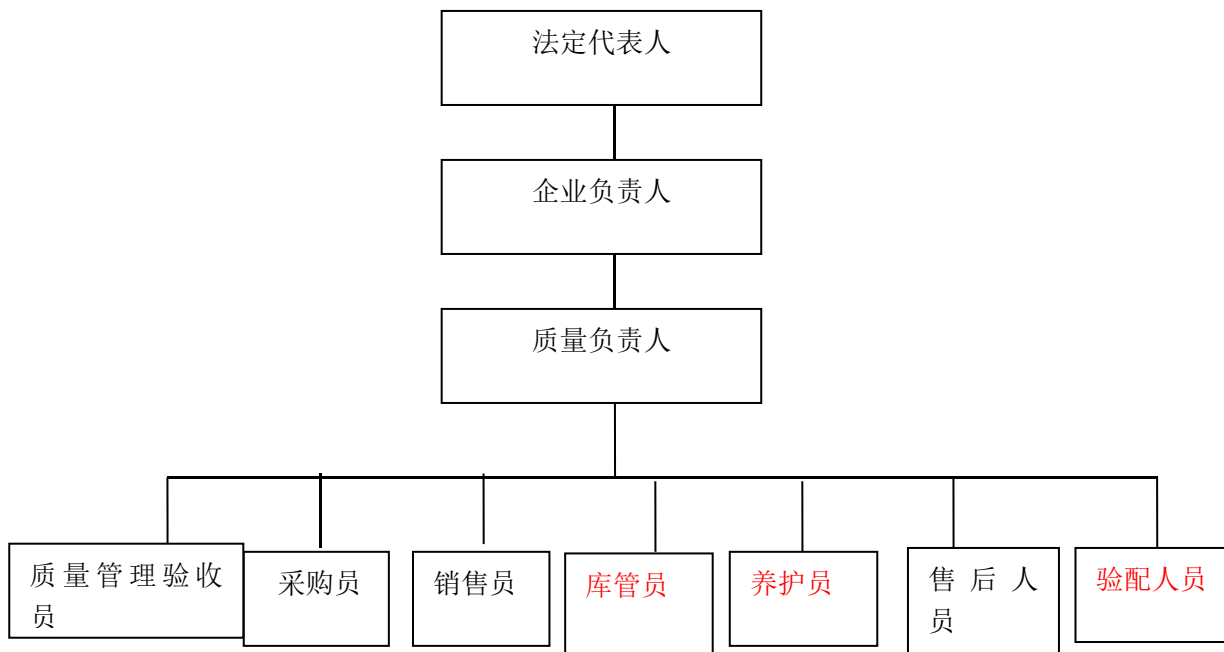 法定代表人
企业负责人
质量负责人
质量管理验收
员
采购员
销售员
库管员
养护员
售后人
员
验配人员